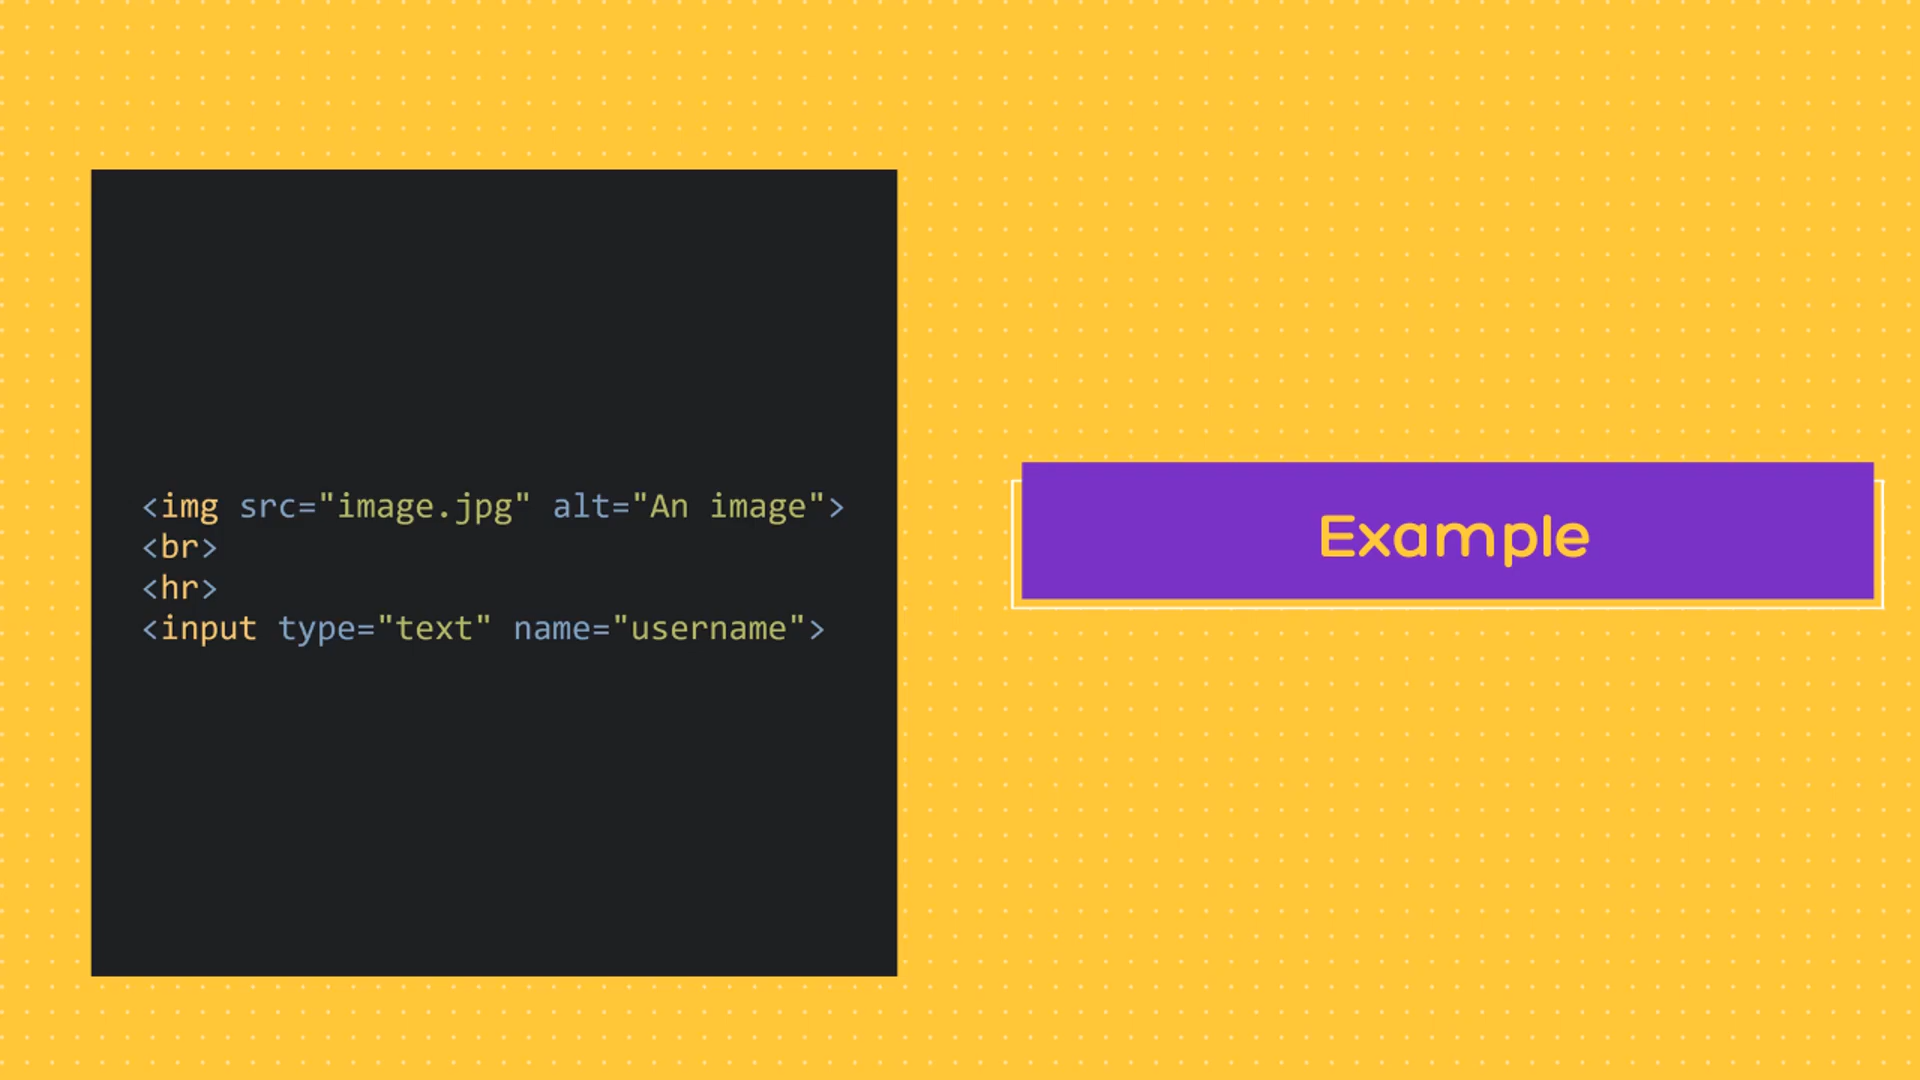 <img src="image.jpg" alt="An image">
<br>
<hr>
<input type="text" name="username">
Example